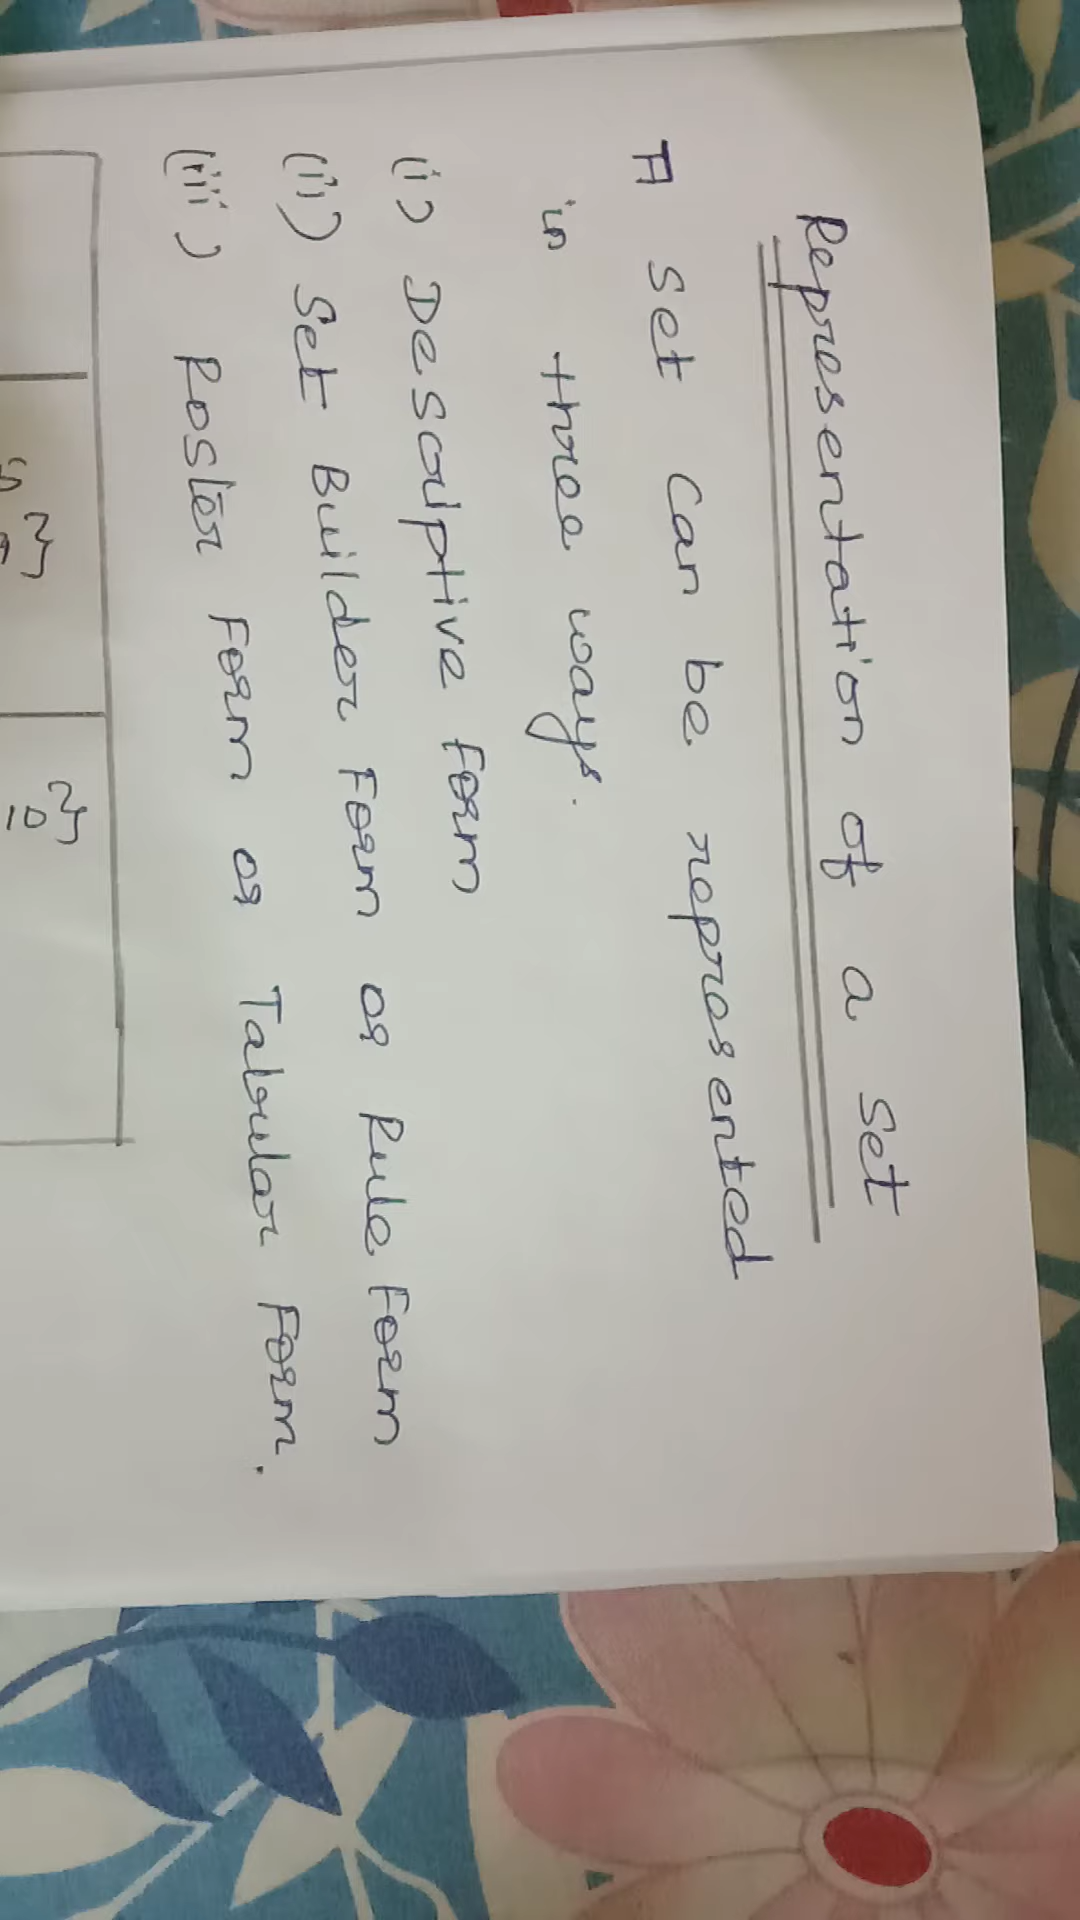 Representation of a Set
A Set Can be represented
in three ways.
(i) Descriptive Form
(ii) Set Builder Form or Rule Form
(iii) Roster Form or Tabular Form.
10}